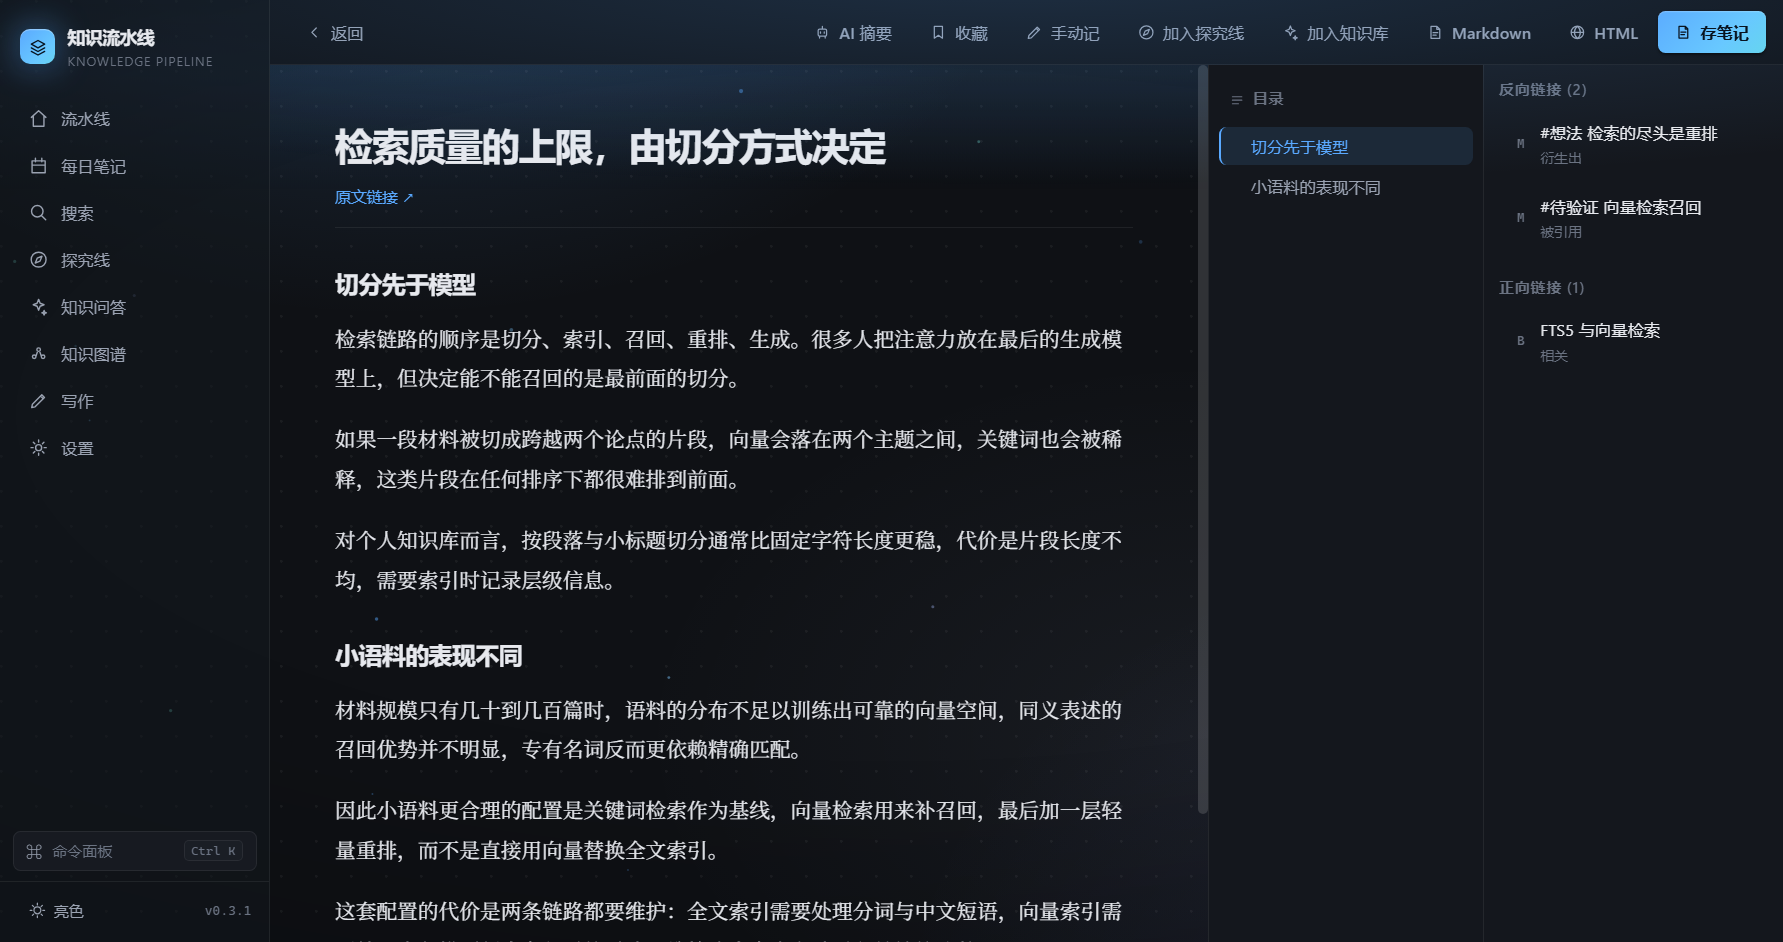 知识流水线
KNOWLEDGE PIPELINE
流水线
每日笔记
搜索
探究线
知识问答
知识图谱
写作
设置
命令面板 Ctrl K
亮色 v0.3.1
返回 AI 摘要 收藏 手动记 加入探究线 加入知识库 Markdown HTML 存笔记
检索质量的上限，由切分方式决定
原文链接 ↗
切分先于模型
检索链路的顺序是切分、索引、召回、重排、生成。很多人把注意力放在最后的生成模
型上，但决定能不能召回的是最前面的切分。
如果一段材料被切成跨越两个论点的片段，向量会落在两个主题之间，关键词也会被稀
释，这类片段在任何排序下都很难排到前面。
对个人知识库而言，按段落与小标题切分通常比固定字符长度更稳，代价是片段长度不
均，需要索引时记录层级信息。
小语料的表现不同
材料规模只有几十到几百篇时，语料的分布不足以训练出可靠的向量空间，同义表述的
召回优势并不明显，专有名词反而更依赖精确匹配。
因此小语料更合理的配置是关键词检索作为基线，向量检索用来补召回，最后加一层轻
量重排，而不是直接用向量替换全文索引。
这套配置的代价是两条链路都要维护：全文索引需要处理分词与中文短语，向量索引需
目录
切分先于模型
小语料的表现不同
反向链接 (2)
M #想法 检索的尽头是重排
衍生出
M #待验证 向量检索召回
被引用
正向链接 (1)
B FTS5 与向量检索
相关